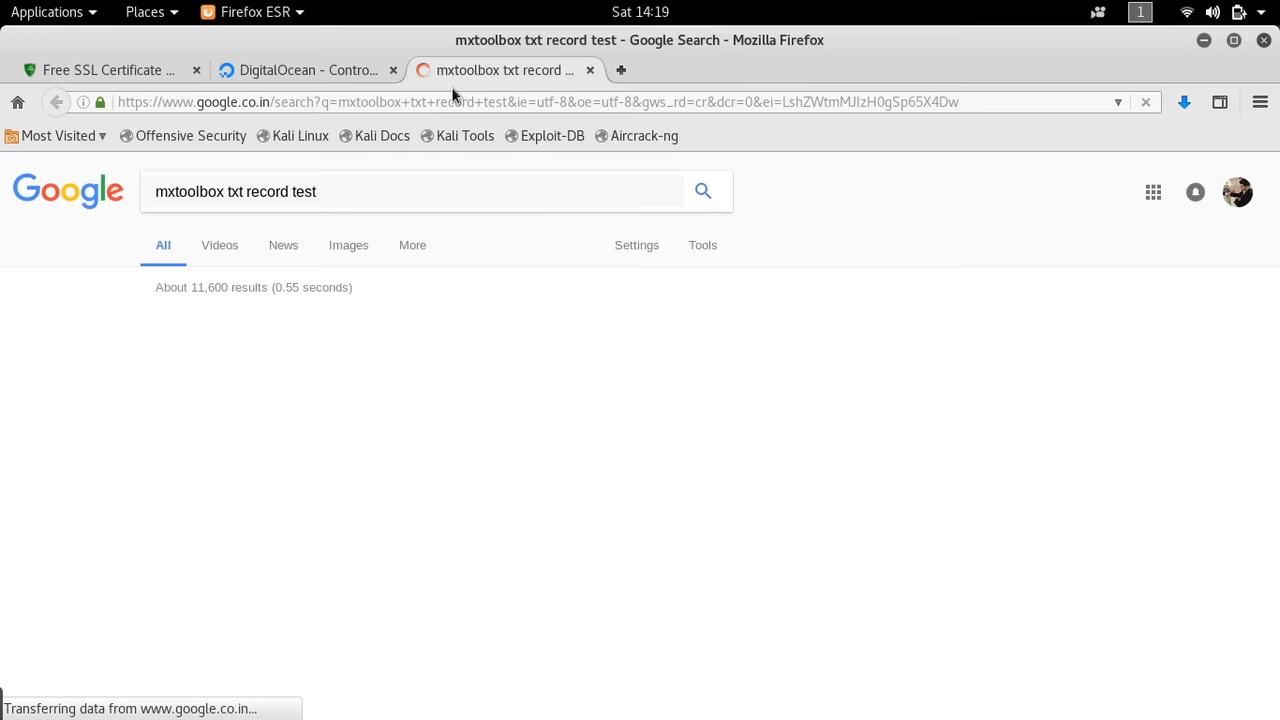 Applications Places Firefox ESR Sat 14:19 1
mxtoolbox txt record test - Google Search - Mozilla Firefox
Free SSL Certificate ... DigitalOcean - Contro... mxtoolbox txt record ...
https://www.google.co.in/search?q=mxtoolbox+txt+record+test&ie=utf-8&oe=utf-8&gws_rd=cr&dcr=0&ei=LshZWtmMJIzH0gSp65X4Dw
Most Visited Offensive Security Kali Linux Kali Docs Kali Tools Exploit-DB Aircrack-ng
Google mxtoolbox txt record test
All Videos News Images More Settings Tools
About 11,600 results (0.55 seconds)
Transferring data from www.google.co.in...